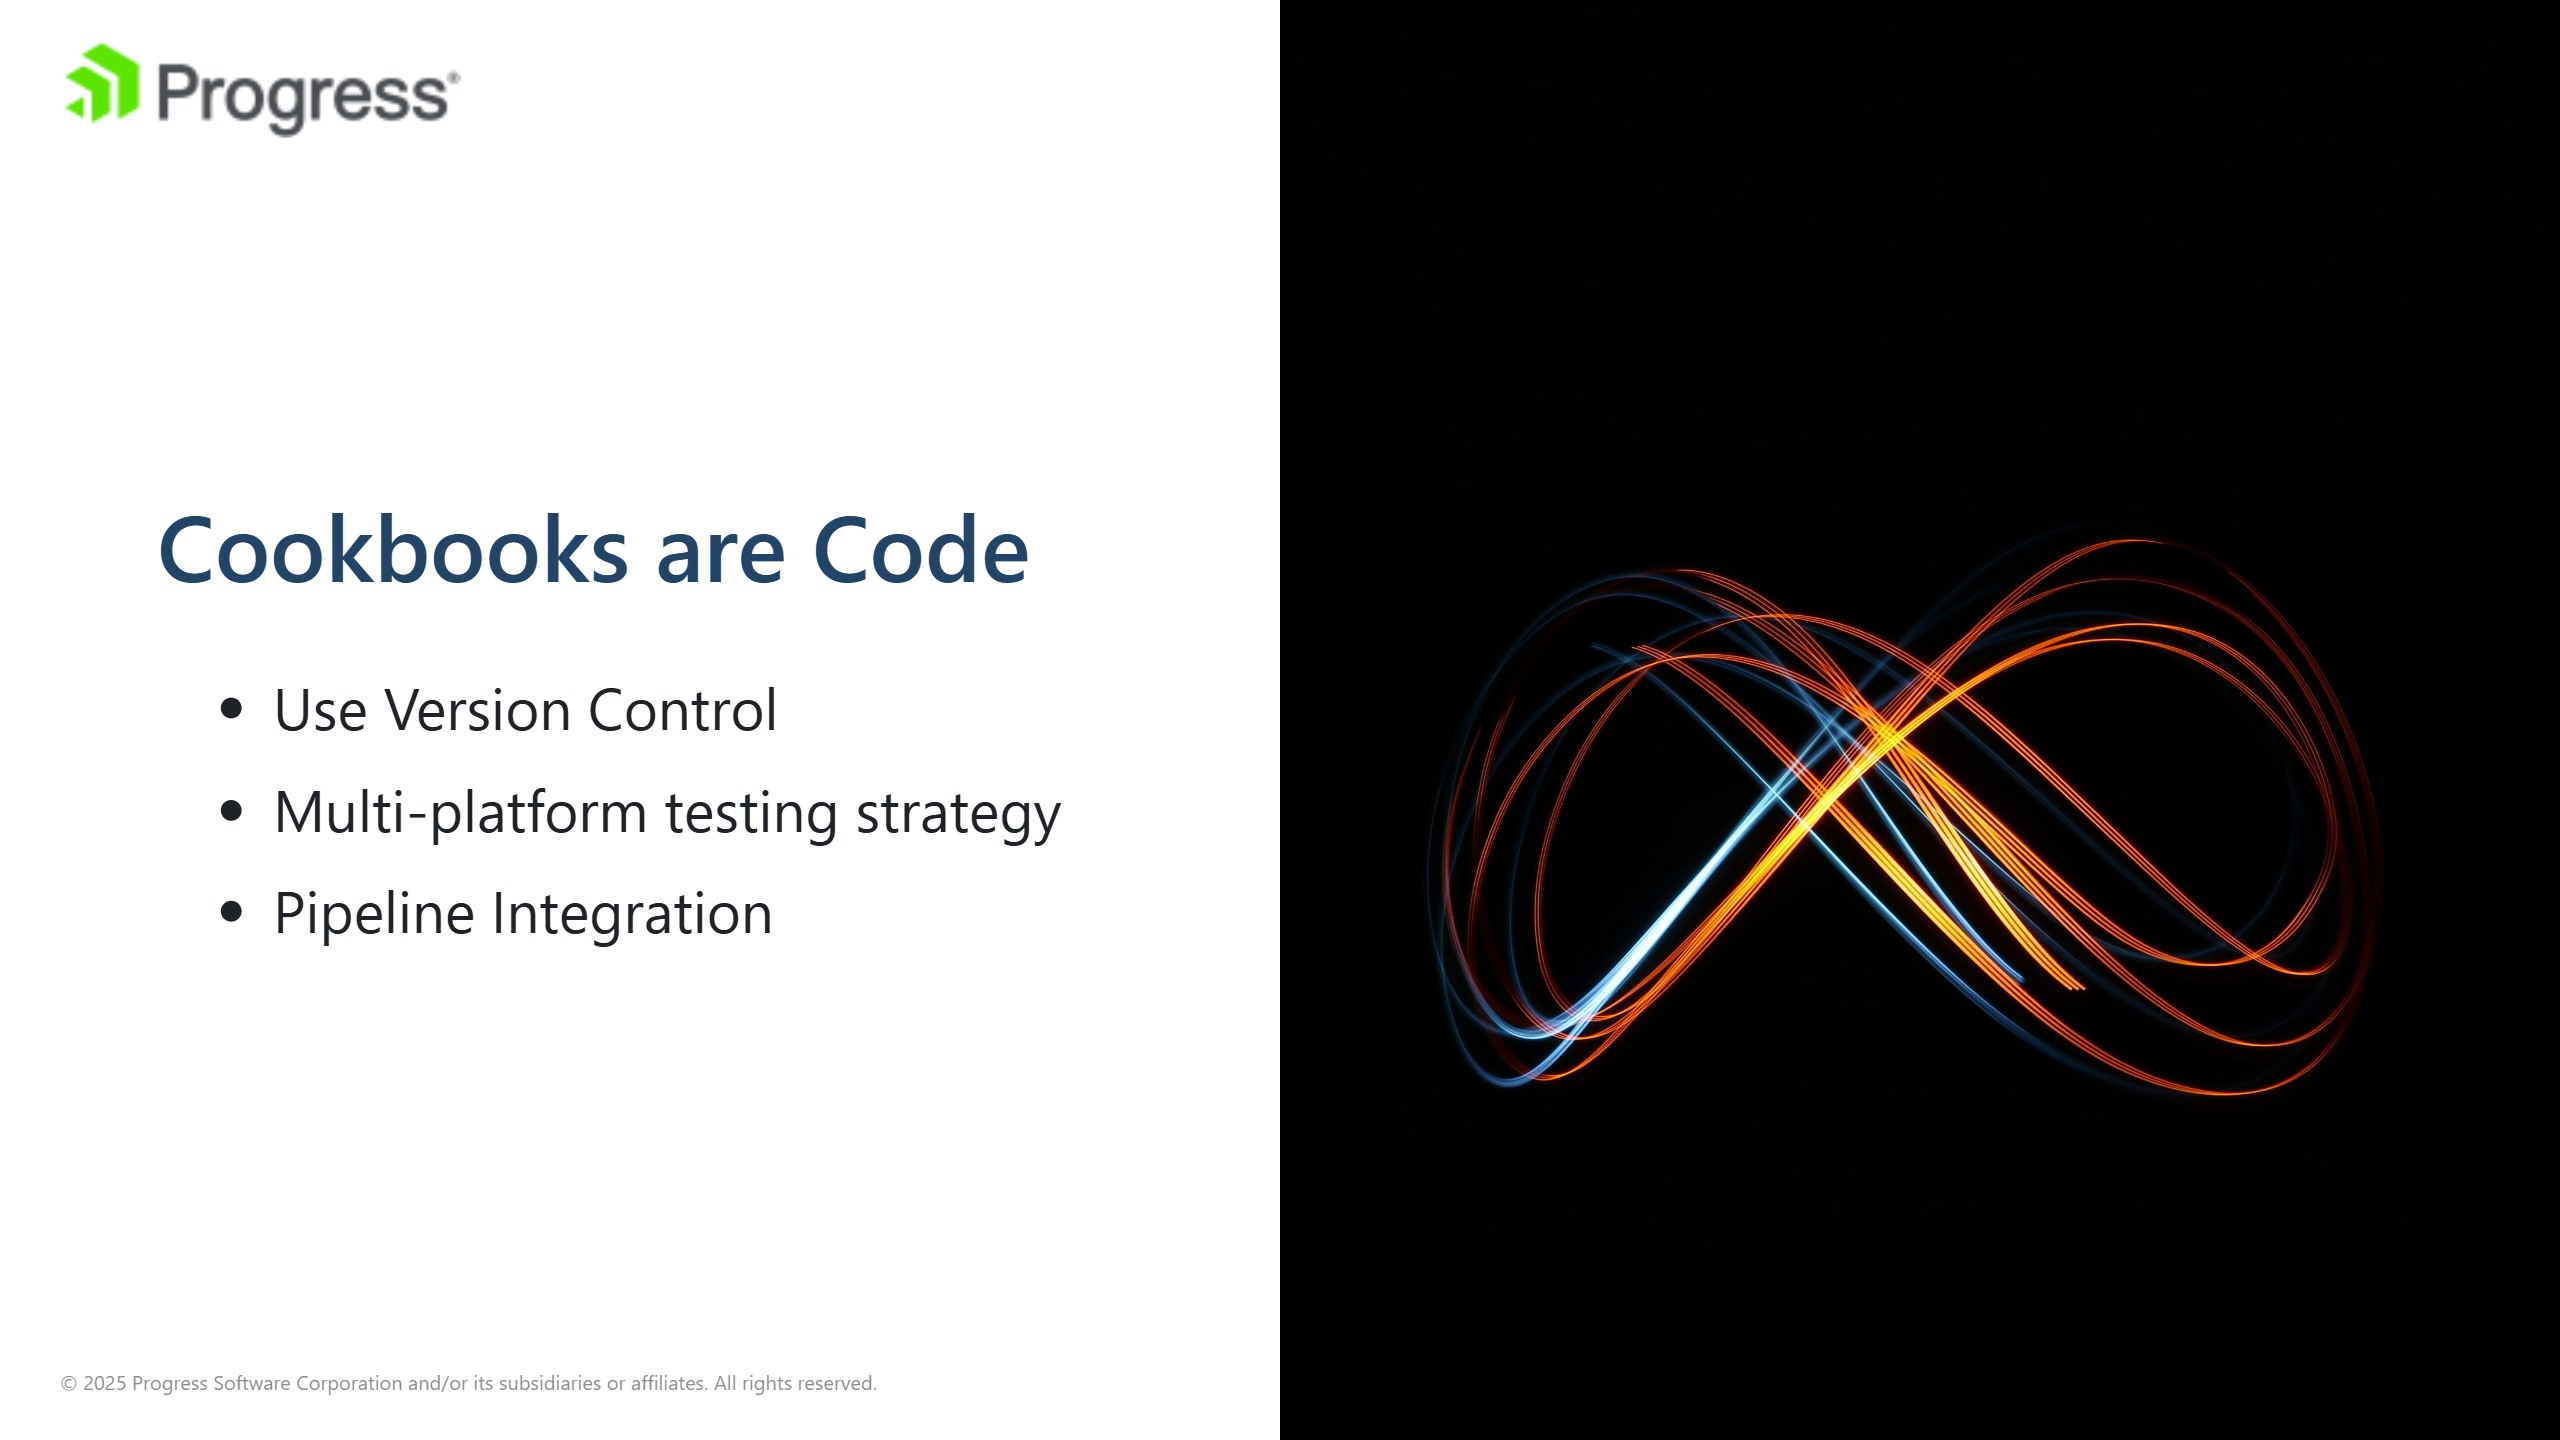 Progress®
Cookbooks are Code
• Use Version Control
• Multi-platform testing strategy
• Pipeline Integration
© 2025 Progress Software Corporation and/or its subsidiaries or affiliates. All rights reserved.